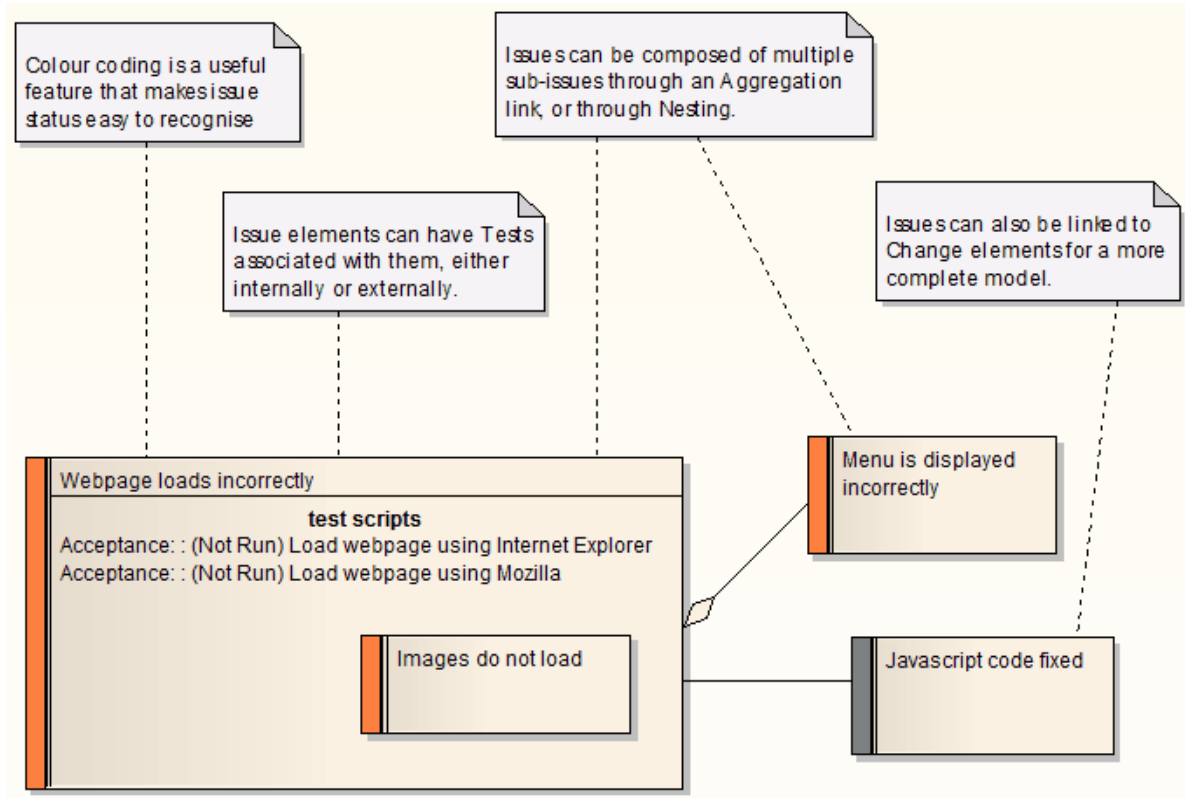 Colour coding is a useful
feature that makes issue
status easy to recognise
Issues can be composed of multiple
sub-issues through an Aggregation
link, or through Nesting.
Issue elements can have Tests
associated with them, either
internally or externally.
Issues can also be linked to
Change elements for a more
complete model.
Webpage loads incorrectly
test scripts
Acceptance: : (Not Run) Load webpage using Internet Explorer
Acceptance: : (Not Run) Load webpage using Mozilla
Images do not load
Menu is displayed
incorrectly
Javascript code fixed